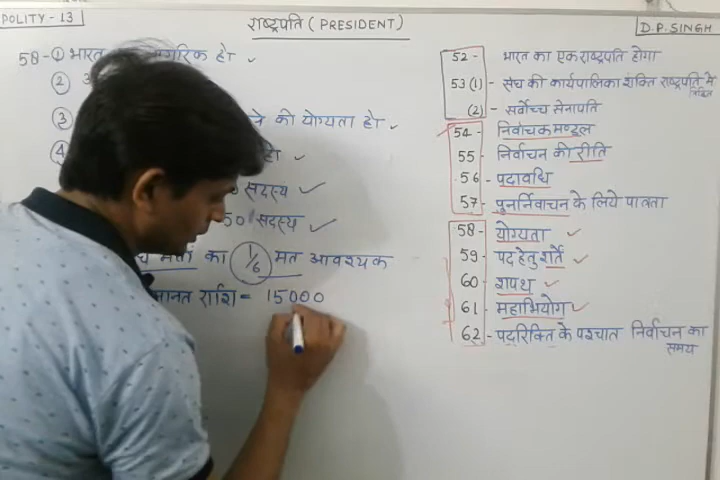 POLITY - 13
राष्ट्रपति ( PRESIDENT )
D.P. SINGH
58 - ① भारत नागरिक हो ✓
②
③ ने की योग्यता हो ✓
④ हो ✓
सदस्य ✓
50 सदस्य ✓
का 1/6 मत आवश्यक
मानत राशि = 15000
52 - भारत का एक राष्ट्रपति होगा
53 (1) - संघ की कार्यपालिका शक्ति राष्ट्रपति में निहित
(2) - सर्वोच्च सेनापति
54 - निर्वाचक मण्डल
55 - निर्वाचन की रीति
56 - पदावधि
57 - पुनर्निर्वाचन के लिये पात्रता
58 - योग्यता ✓
59 - पद हेतु शर्तें ✓
60 - शपथ ✓
61 - महाभियोग ✓
62 - पदरिक्ति के पश्चात निर्वाचन का समय